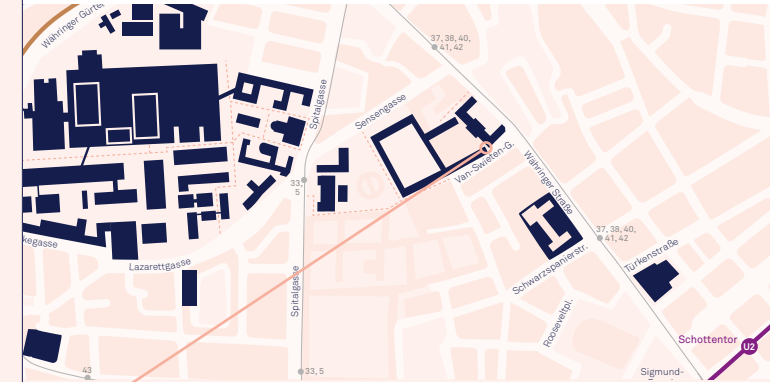 Währinger Gürtel
37, 38, 40,
41, 42
Spitalgasse
Sensengasse
Van-Swieten-G.
Währinger Straße
33,
5
37, 38, 40,
41, 42
kegasse
Lazarettgasse
Türkenstraße
Schwarzspanierstr.
Spitalgasse
Rooseveltpl.
Schottentor
U2
43
33, 5
Sigmund-